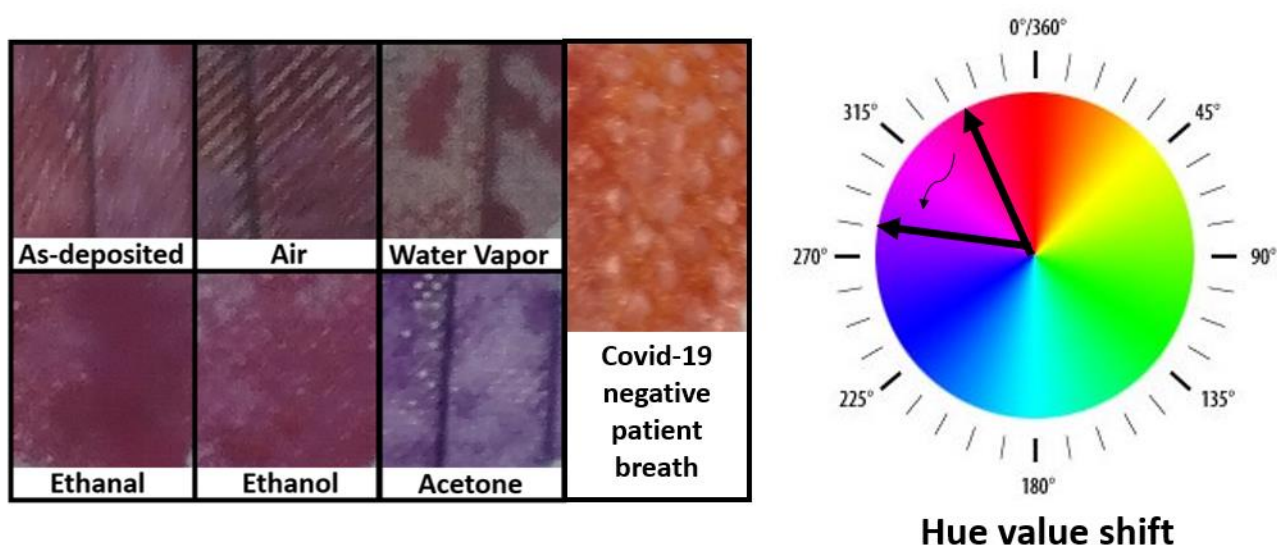 As-deposited
Air
Water Vapor
Ethanal
Ethanol
Acetone
Covid-19
negative
patient
breath
0°/360°
315°
45°
270°
90°
225°
135°
180°
Hue value shift